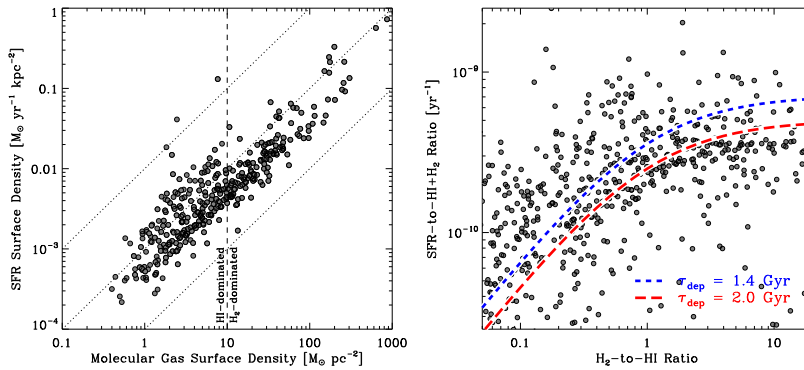 1
0.1
0.01
10⁻³
10⁻⁴
SFR Surface Density [M⊙ yr⁻¹ kpc⁻²]
HI-dominated
H₂-dominated
0.1 1 10 100 1000
Molecular Gas Surface Density [M⊙ pc⁻²]
10⁻⁹
10⁻¹⁰
SFR-to-HI+H₂ Ratio [yr⁻¹]
τdep = 1.4 Gyr
τdep = 2.0 Gyr
0.1 1 10
H₂-to-HI Ratio